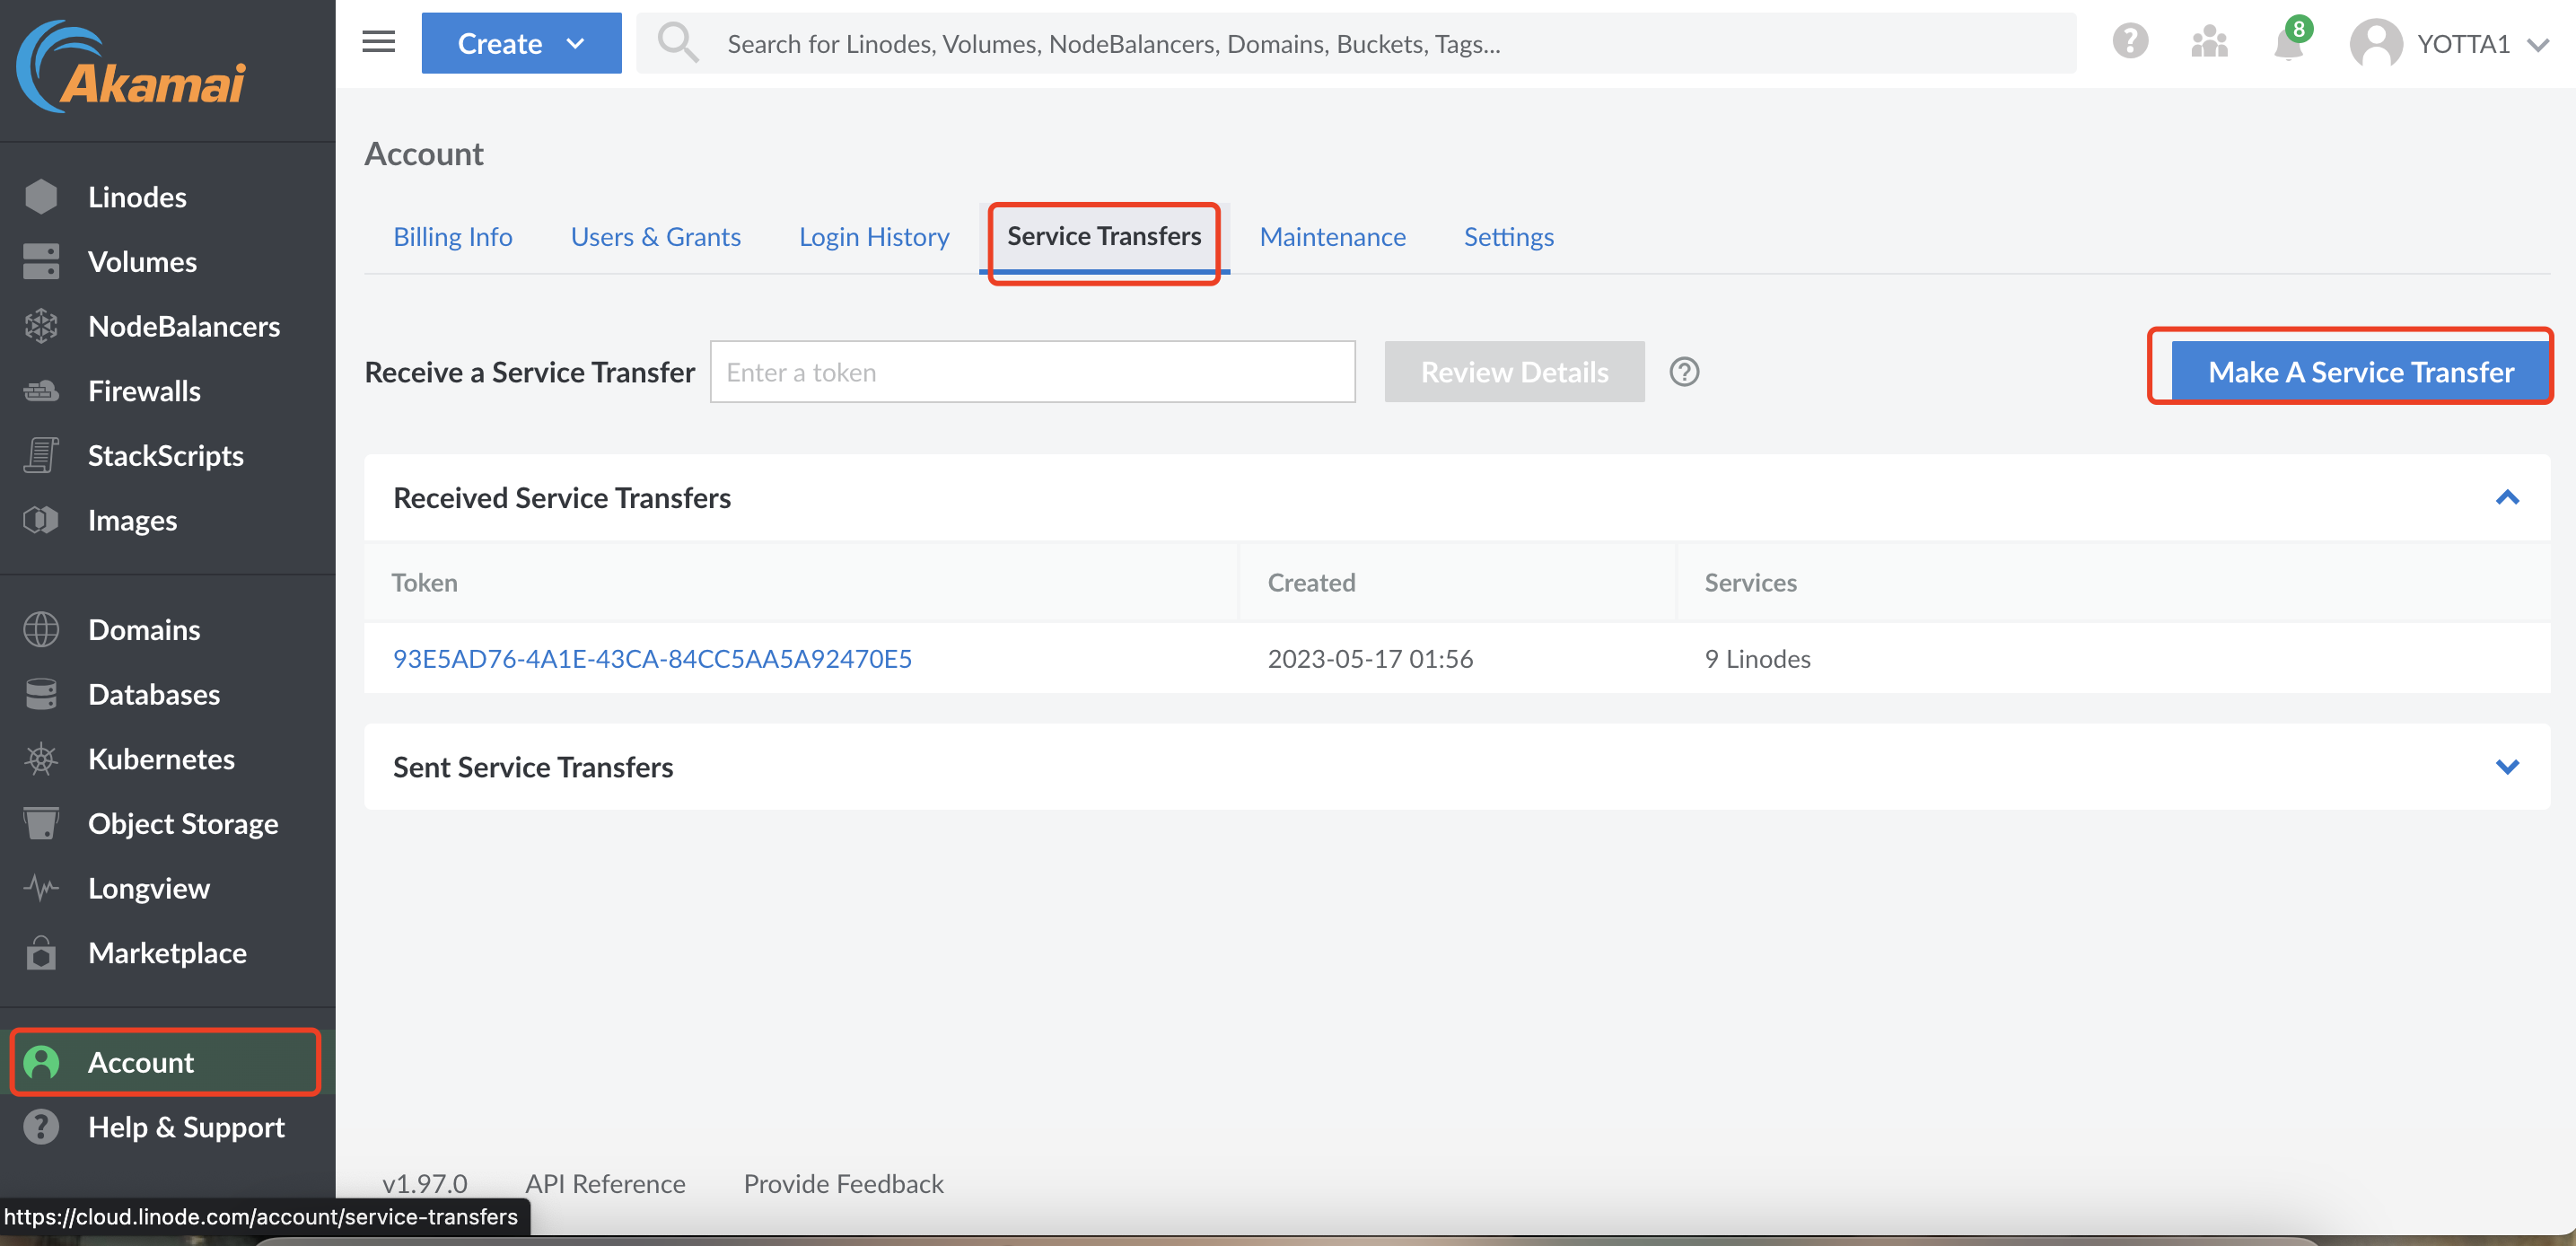 Akamai
Create
Search for Linodes, Volumes, NodeBalancers, Domains, Buckets, Tags...
8
YOTTA1
Linodes
Volumes
NodeBalancers
Firewalls
StackScripts
Images
Domains
Databases
Kubernetes
Object Storage
Longview
Marketplace
Account
Help & Support
Account
Billing Info
Users & Grants
Login History
Service Transfers
Maintenance
Settings
Receive a Service Transfer
Enter a token
Review Details
Make A Service Transfer
Received Service Transfers
Token
Created
Services
93E5AD76-4A1E-43CA-84CC5AA5A92470E5
2023-05-17 01:56
9 Linodes
Sent Service Transfers
v1.97.0
API Reference
Provide Feedback
https://cloud.linode.com/account/service-transfers